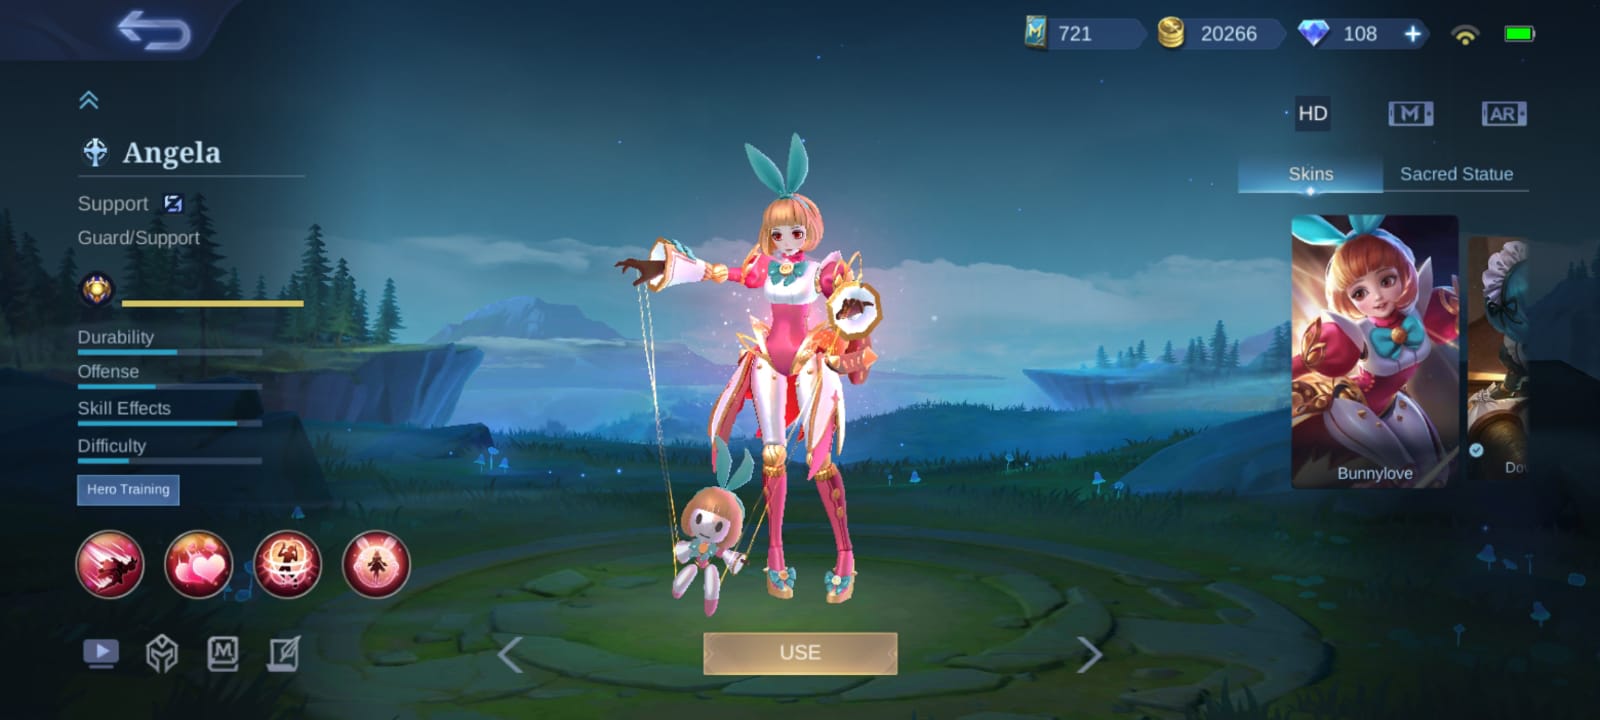 721
20266
108
HD
M
AR
Angela
Skins
Sacred Statue
Support
Guard/Support
Durability
Offense
Skill Effects
Difficulty
Hero Training
Bunnylove
M
USE